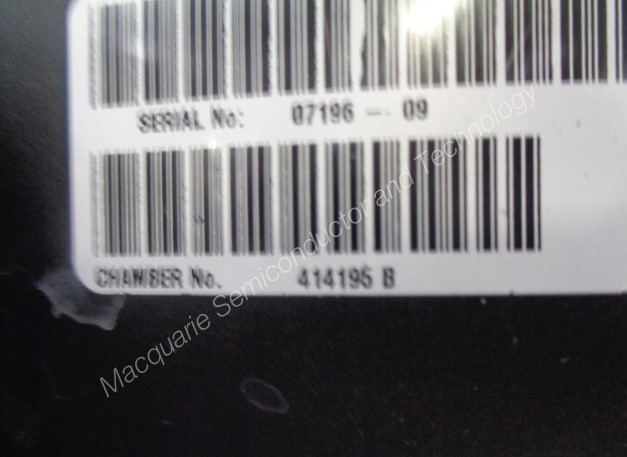 SERIAL No: 07196 - 09
CHAMBER No. 414195 B
Macquarie Semiconductor and Technology